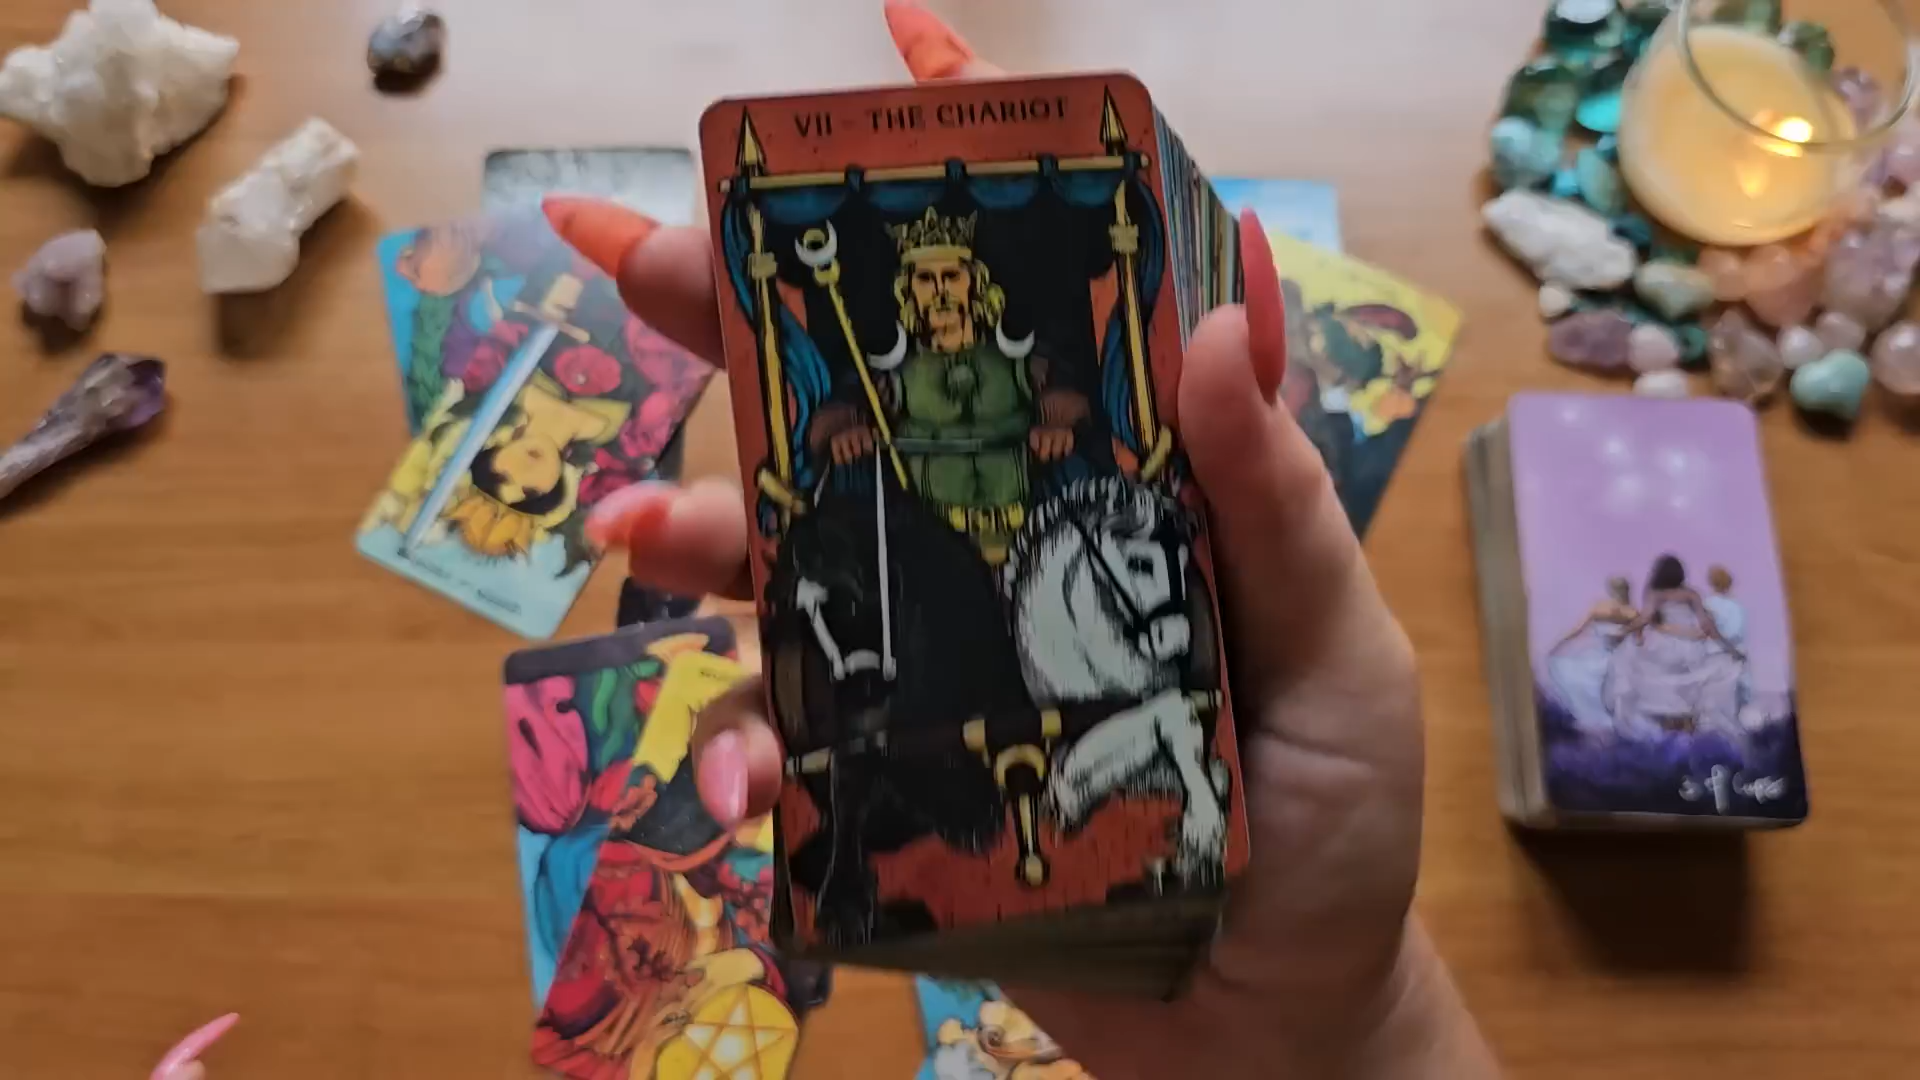 VII - THE CHARIOT
3 of Cups